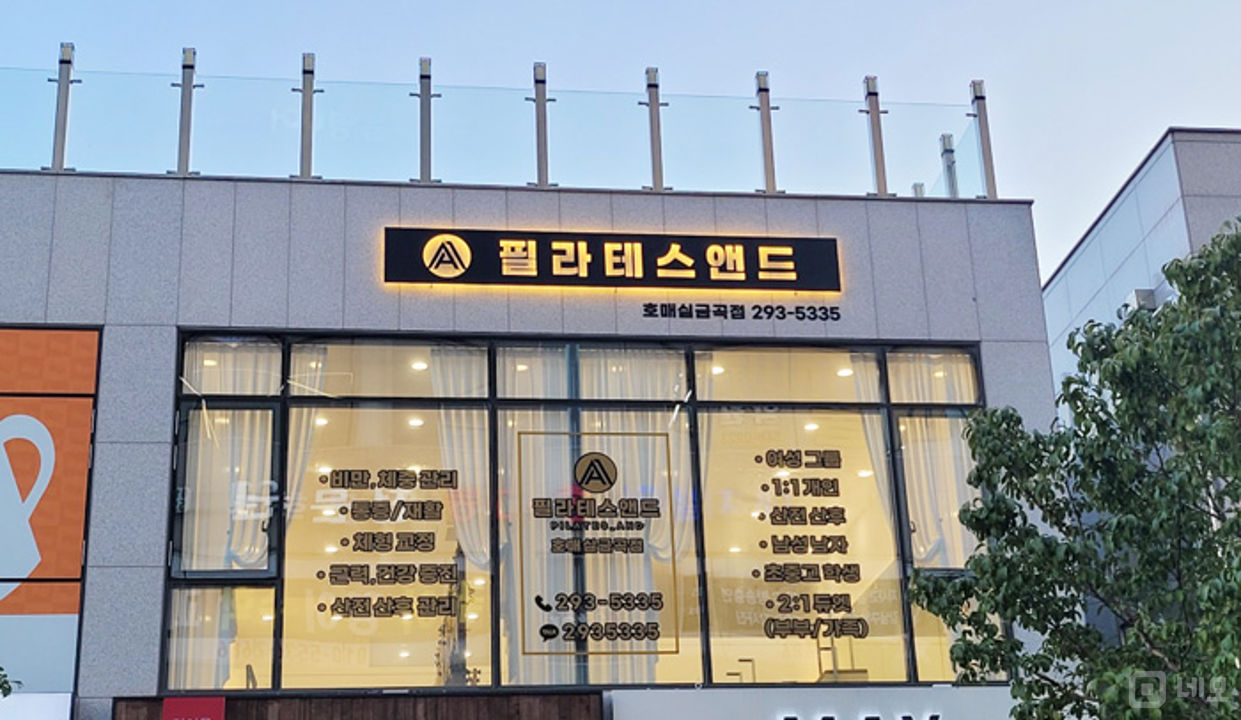 필라테스앤드
호매실금곡점 293-5335
• 비만, 체중 관리
• 통증/재활
• 체형 교정
• 근력, 건강 증진
• 산전 산후 관리
필라테스앤드
PILATES_AND
호매실금곡점
293-5335
TALK 2935335
• 여성 그룹
• 1:1 개인
• 산전 산후
• 남성 남자
• 초중고 학생
• 2:1 듀엣
(부부/가족)
네모